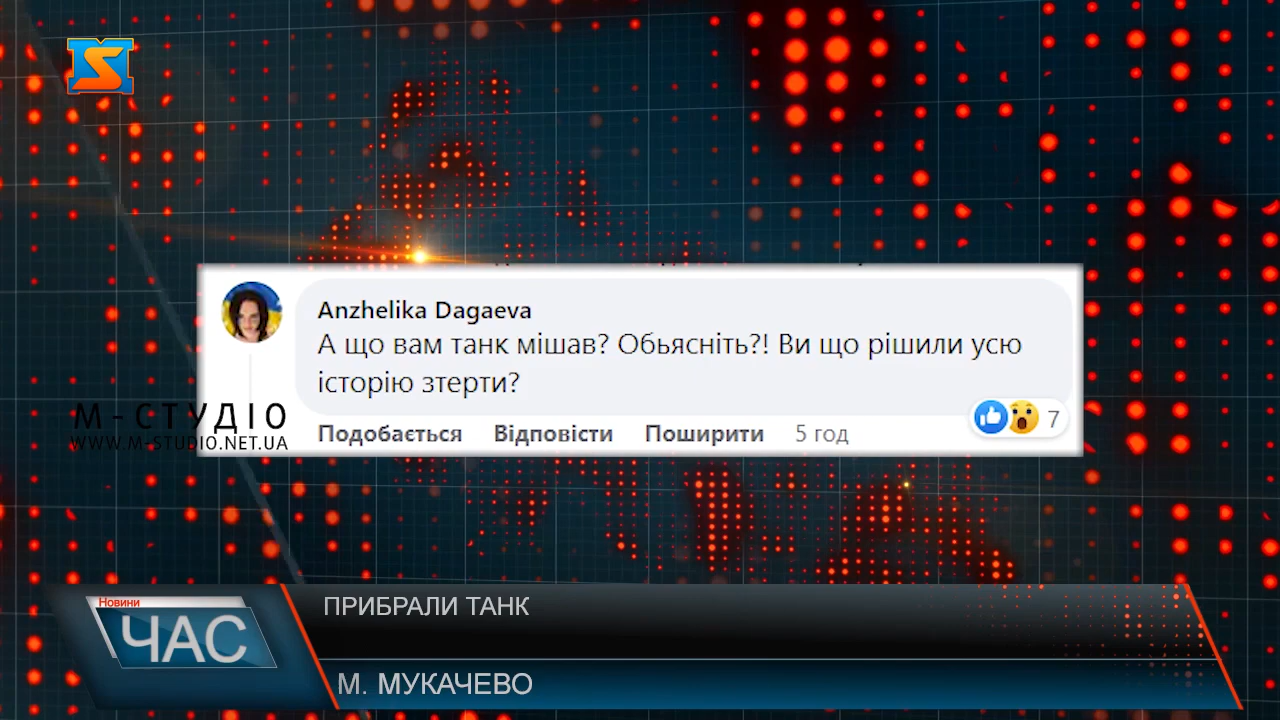 Anzhelika Dagaeva
А що вам танк мішав? Обьясніть?! Ви що рішили усю
історію зтерти?
Подобається Відповісти Поширити 5 год
7
М-СТУДІО
WWW.M-STUDIO.NET.UA
Новини
ЧАС
ПРИБРАЛИ ТАНК
М. МУКАЧЕВО